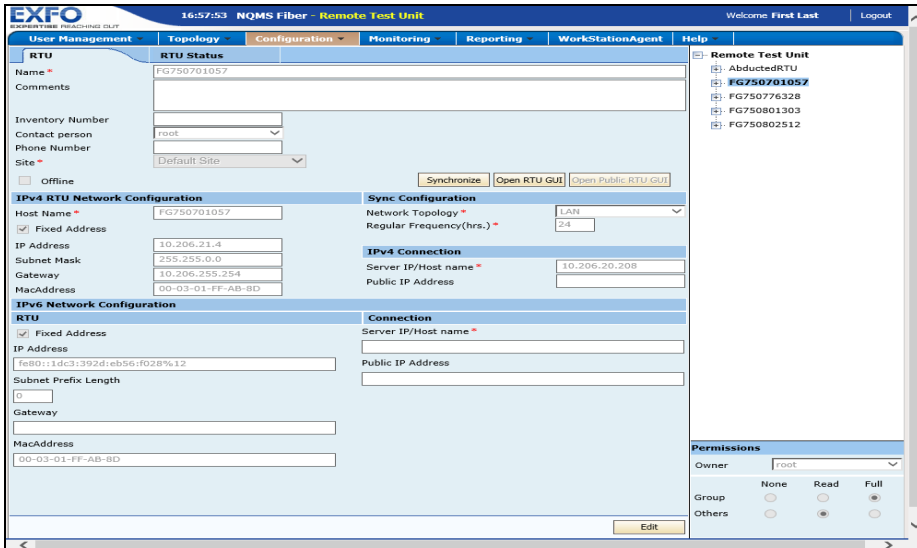 EXFO
EXPERTISE REACHING OUT
16:57:53 NQMS Fiber - Remote Test Unit
Welcome First Last
Logout
User Management Topology Configuration Monitoring Reporting WorkStationAgent Help
RTU RTU Status
Name * FG750701057
Comments
Inventory Number
Contact person root
Phone Number
Site * Default Site
Offline
Synchronize Open RTU GUI Open Public RTU GUI
IPv4 RTU Network Configuration
Host Name * FG750701057
Fixed Address
IP Address 10.206.21.4
Subnet Mask 255.255.0.0
Gateway 10.206.255.254
MacAddress 00-03-01-FF-AB-8D
Sync Configuration
Network Topology * LAN
Regular Frequency(hrs.) * 24
IPv4 Connection
Server IP/Host name * 10.206.20.208
Public IP Address
IPv6 Network Configuration
RTU
Fixed Address
IP Address
fe80::1dc3:392d:eb56:f028%12
Subnet Prefix Length
0
Gateway
MacAddress
00-03-01-FF-AB-8D
Connection
Server IP/Host name *
Public IP Address
Edit
Remote Test Unit
AbductedRTU
FG750701057
FG750776328
FG750801303
FG750802512
Permissions
Owner root
None Read Full
Group
Others